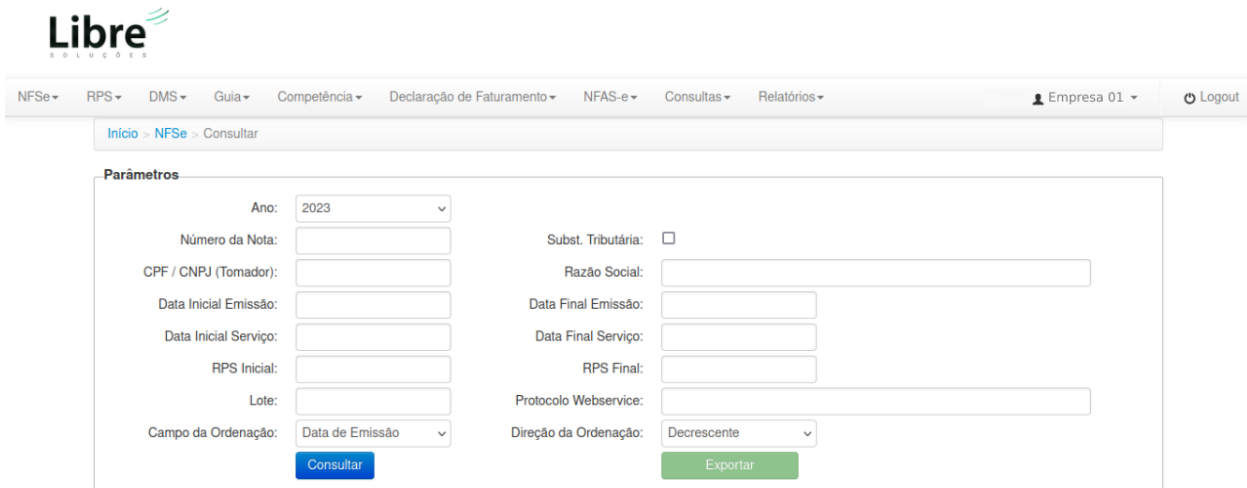 Libre
SOLUÇÕES
NFSe RPS DMS Guia Competência Declaração de Faturamento NFAS-e Consultas Relatórios Empresa 01 Logout
Início > NFSe > Consultar
Parâmetros
Ano: 2023
Número da Nota: Subst. Tributária:
CPF / CNPJ (Tomador): Razão Social:
Data Inicial Emissão: Data Final Emissão:
Data Inicial Serviço: Data Final Serviço:
RPS Inicial: RPS Final:
Lote: Protocolo Webservice:
Campo da Ordenação: Data de Emissão Direção da Ordenação: Decrescente
Consultar Exportar